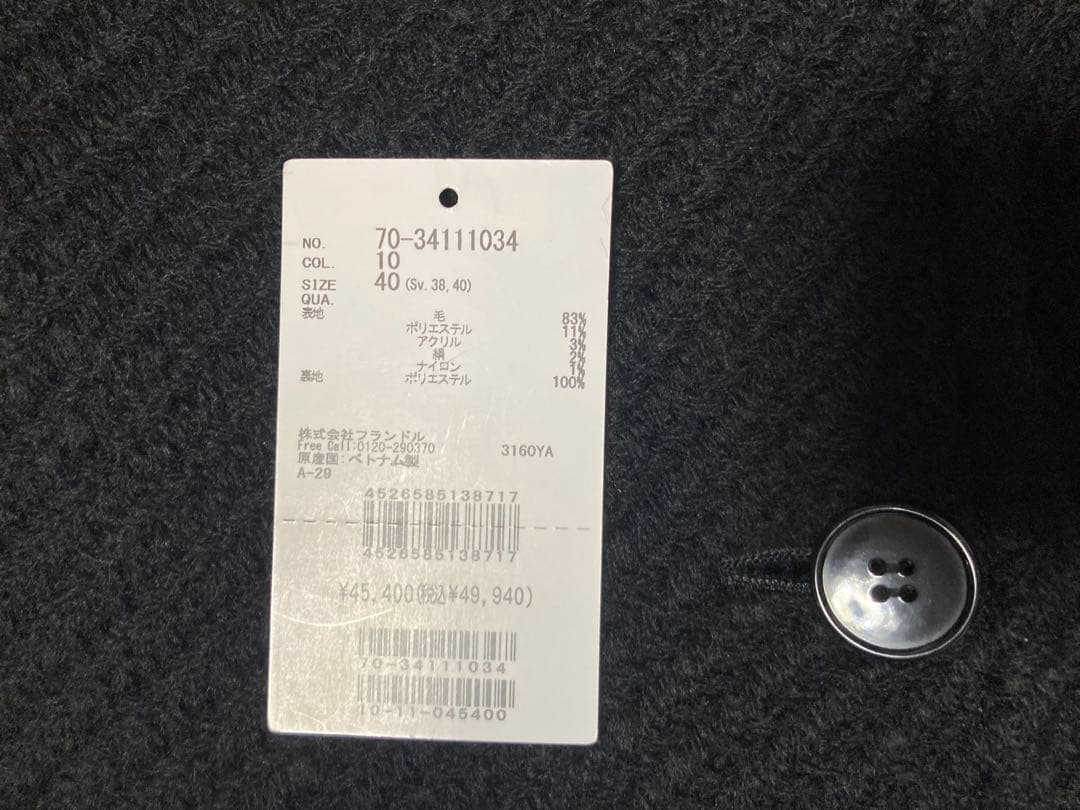 NO. 70-34111034
COL. 10
SIZE 40 (Sv. 38, 40)
QUA.
表地 毛 83%
ポリエステル 11%
アクリル 3%
絹 2%
ナイロン 1%
裏地 ポリエステル 100%
株式会社フランドル
Free Call:0120-290370 3160YA
原産国:ベトナム製
A-29
4526585138717
4526585138717
¥45,400(税込¥49,940)
70-34111034
10-11-045400